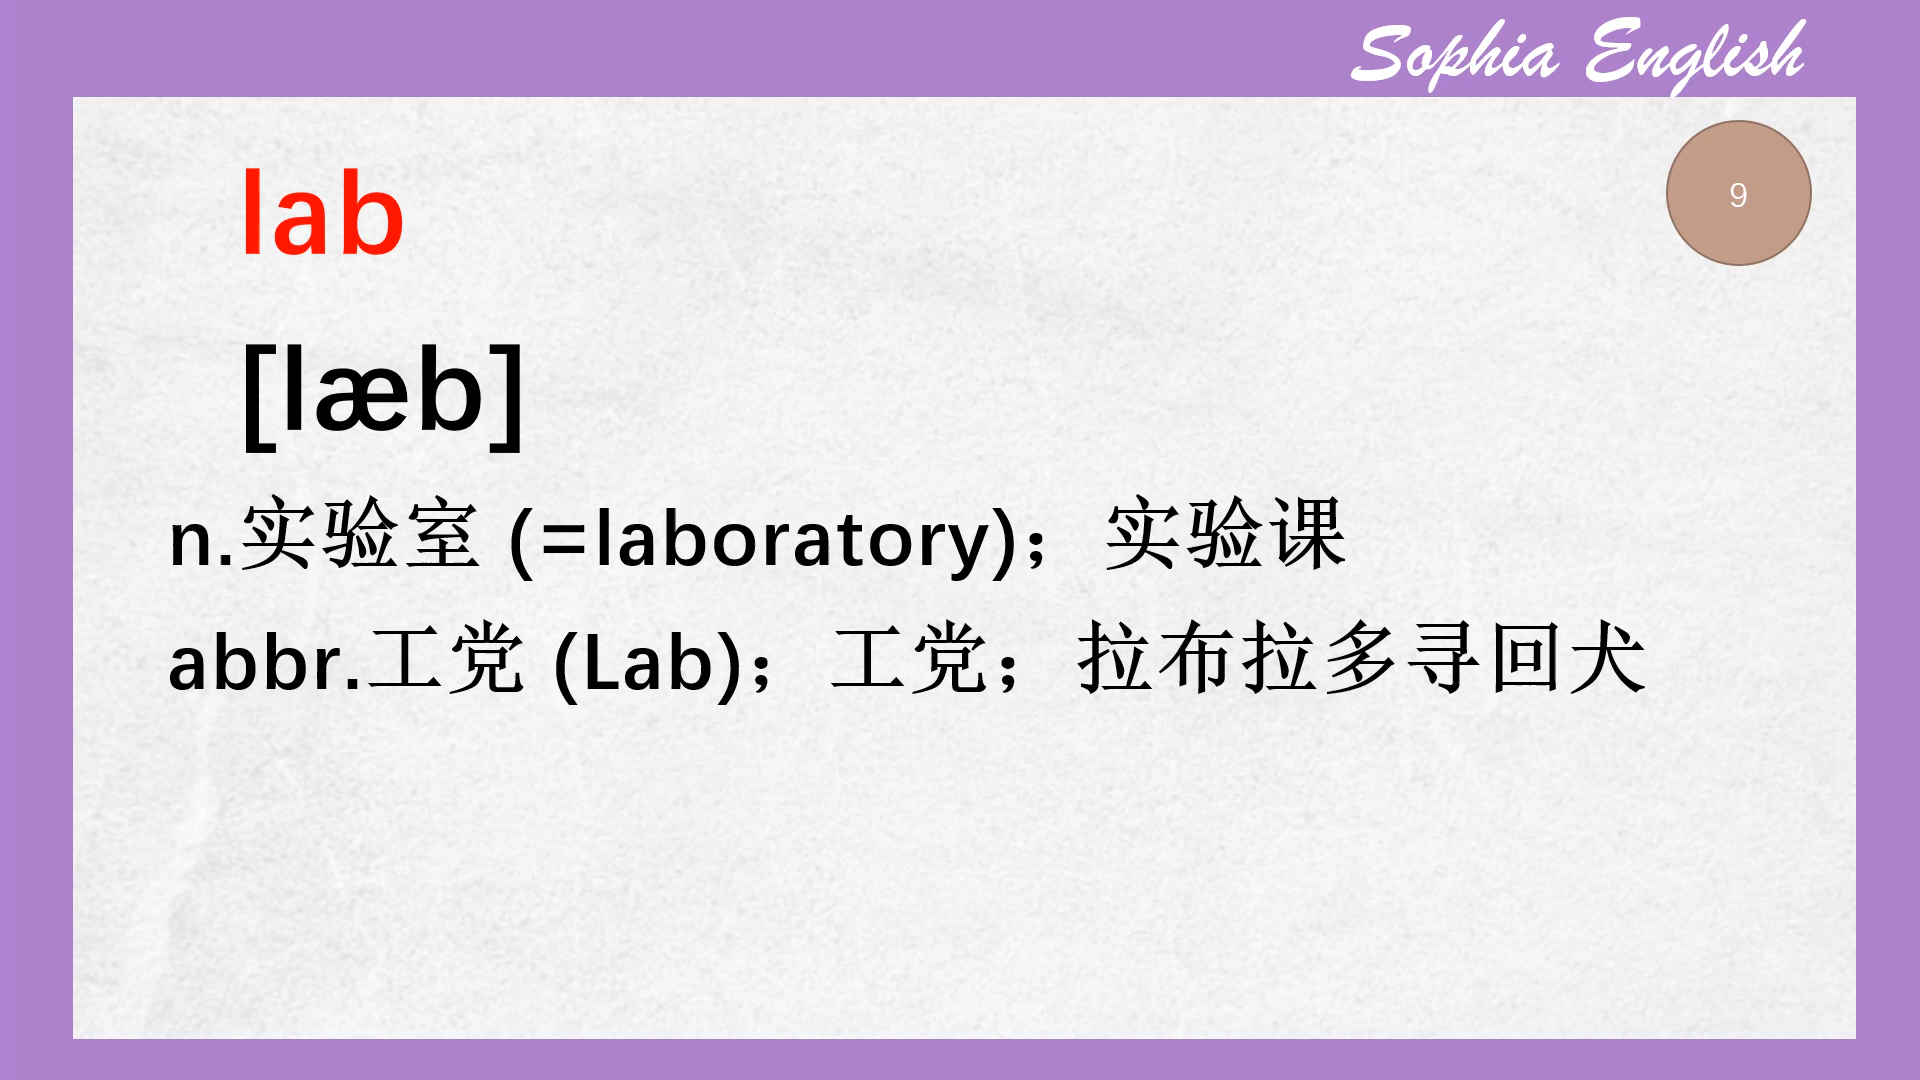 Sophia English
9
lab
[læb]
n.实验室 (=laboratory)；实验课
abbr.工党 (Lab)；工党；拉布拉多寻回犬